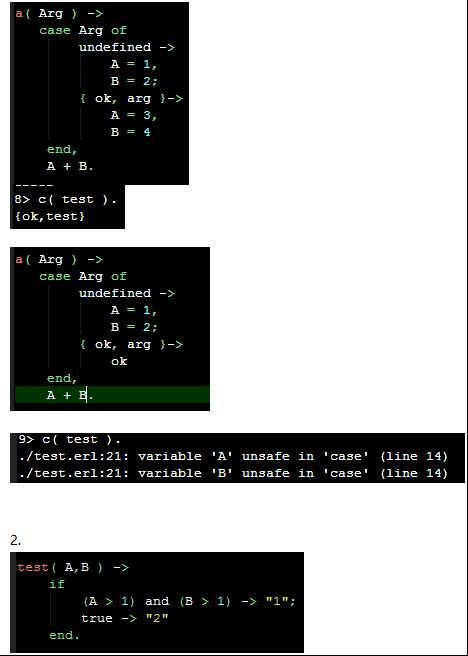 a( Arg ) ->
case Arg of
undefined ->
A = 1,
B = 2;
{ ok, arg }->
A = 3,
B = 4
end,
A + B.
-----
8> c( test ).
{ok,test}
a( Arg ) ->
case Arg of
undefined ->
A = 1,
B = 2;
{ ok, arg }->
ok
end,
A + B.
9> c( test ).
./test.erl:21: variable 'A' unsafe in 'case' (line 14)
./test.erl:21: variable 'B' unsafe in 'case' (line 14)
2.
test( A,B ) ->
if
(A > 1) and (B > 1) -> "1";
true -> "2"
end.